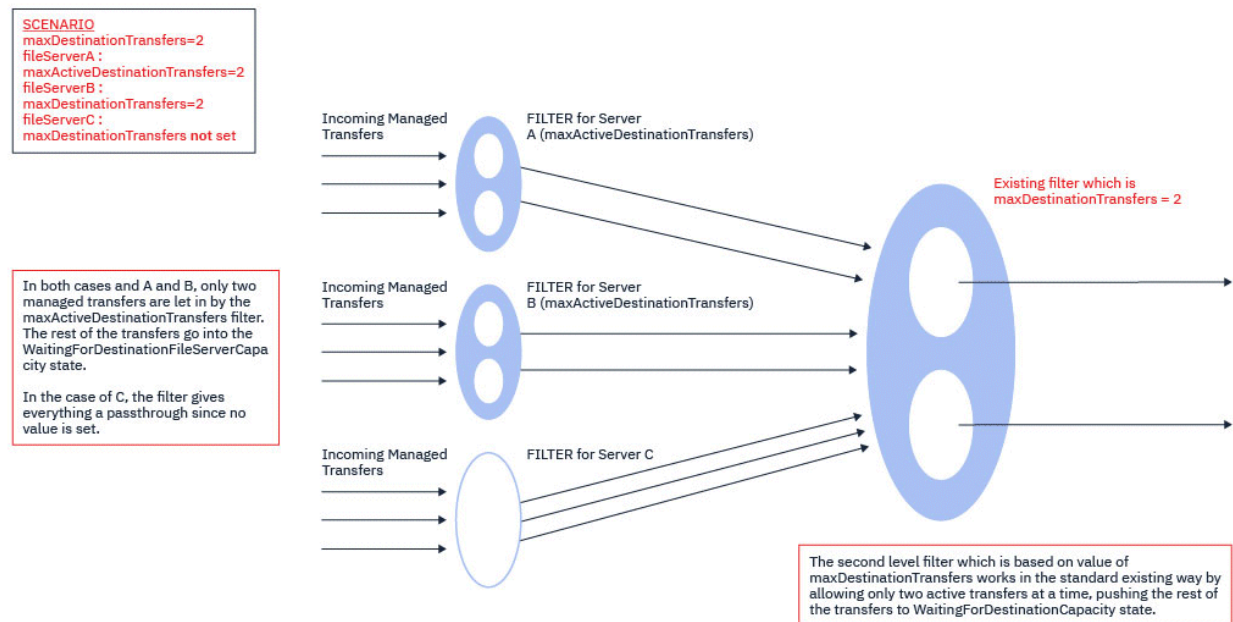 SCENARIO
maxDestinationTransfers=2
fileServerA :
maxActiveDestinationTransfers=2
fileServerB :
maxDestinationTransfers=2
fileServerC :
maxDestinationTransfers not set
Incoming Managed
Transfers
FILTER for Server
A (maxActiveDestinationTransfers)
Existing filter which is
maxDestinationTransfers = 2
In both cases and A and B, only two
managed transfers are let in by the
maxActiveDestinationTransfers filter.
The rest of the transfers go into the
WaitingForDestinationFileServerCapa
city state.
In the case of C, the filter gives
everything a passthrough since no
value is set.
Incoming Managed
Transfers
FILTER for Server
B (maxActiveDestinationTransfers)
Incoming Managed
Transfers
FILTER for Server C
The second level filter which is based on value of
maxDestinationTransfers works in the standard existing way by
allowing only two active transfers at a time, pushing the rest of
the transfers to WaitingForDestinationCapacity state.